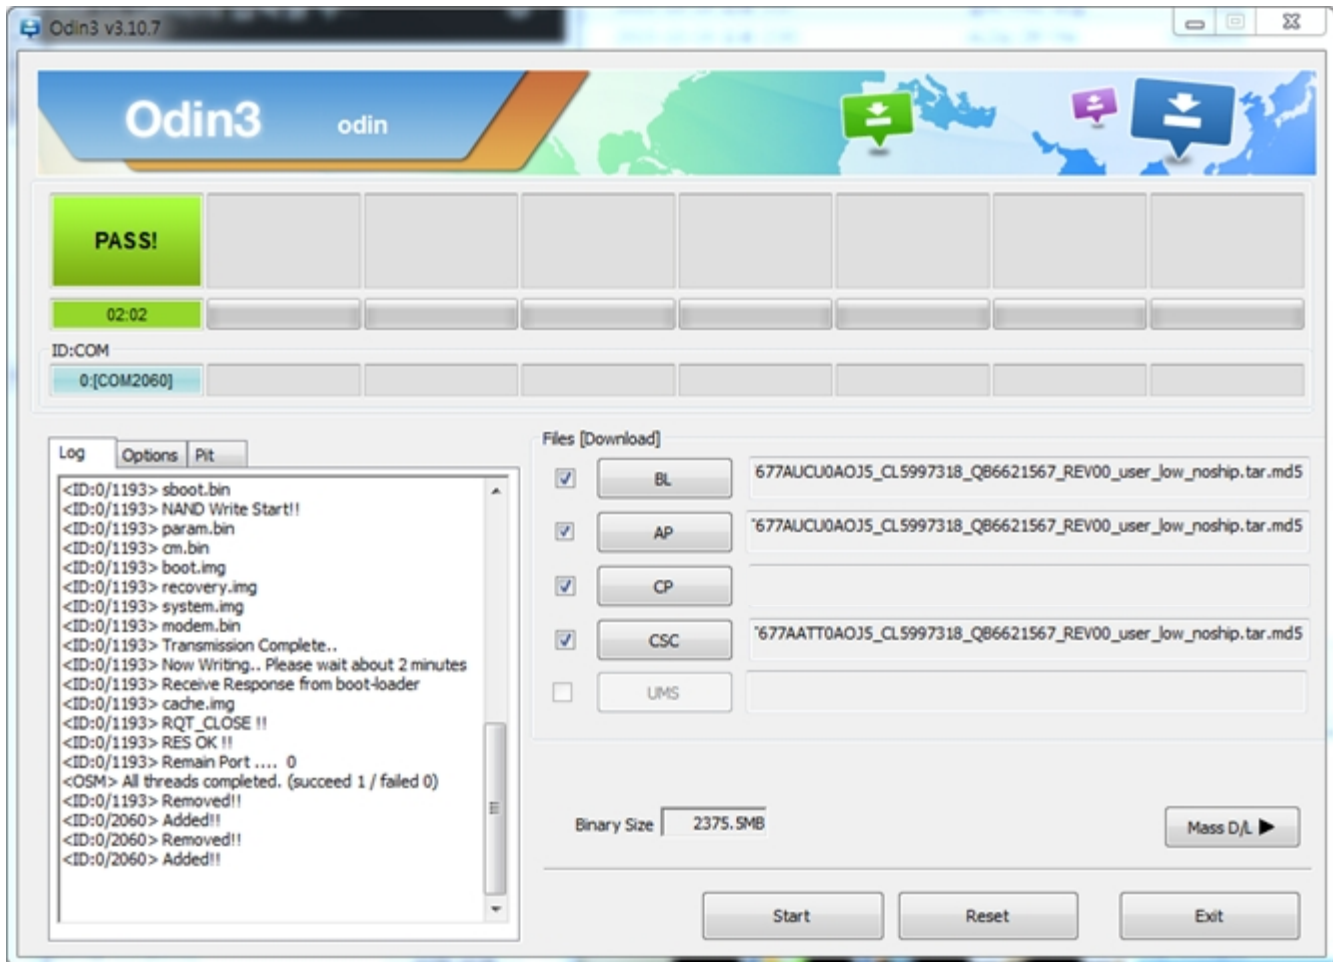 Odin3 v3.10.7
Odin3 odin
PASS!
02:02
ID:COM
0:[COM2060]
Log Options Pit
<ID:0/1193> sboot.bin
<ID:0/1193> NAND Write Start!!
<ID:0/1193> param.bin
<ID:0/1193> cm.bin
<ID:0/1193> boot.img
<ID:0/1193> recovery.img
<ID:0/1193> system.img
<ID:0/1193> modem.bin
<ID:0/1193> Transmission Complete..
<ID:0/1193> Now Writing.. Please wait about 2 minutes
<ID:0/1193> Receive Response from boot-loader
<ID:0/1193> cache.img
<ID:0/1193> RQT_CLOSE !!
<ID:0/1193> RES OK !!
<ID:0/1193> Remain Port .... 0
<OSM> All threads completed. (succeed 1 / failed 0)
<ID:0/1193> Removed!!
<ID:0/2060> Added!!
<ID:0/2060> Removed!!
<ID:0/2060> Added!!
Files [Download]
BL 677AUCU0AOJ5_CL5997318_QB6621567_REV00_user_low_noship.tar.md5
AP 677AUCU0AOJ5_CL5997318_QB6621567_REV00_user_low_noship.tar.md5
CP
CSC 677AATT0AOJ5_CL5997318_QB6621567_REV00_user_low_noship.tar.md5
UMS
Binary Size 2375.5MB
Mass D/L
Start Reset Exit